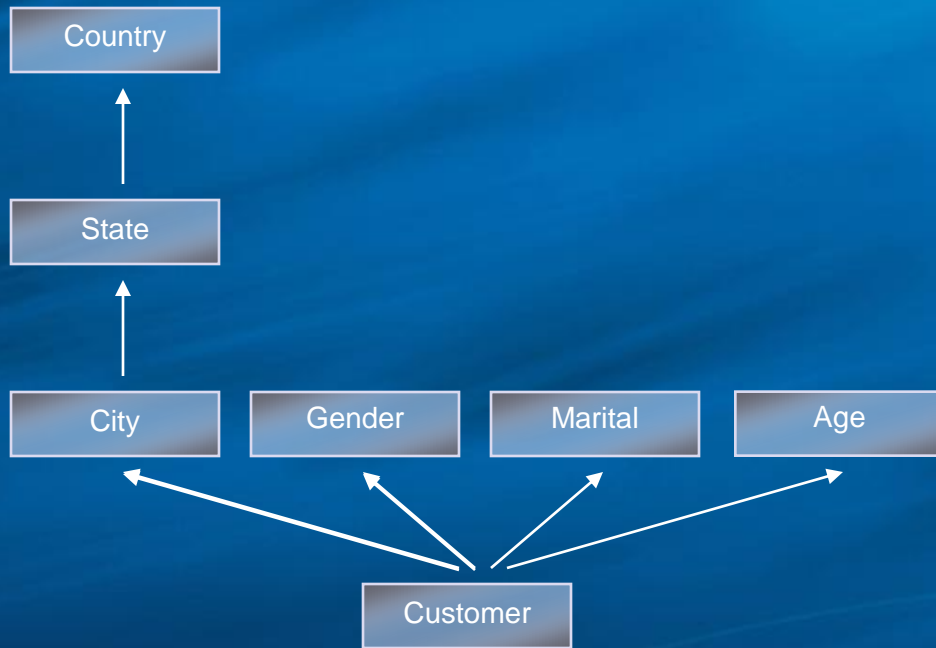 Country
State
City
Gender
Marital
Age
Customer